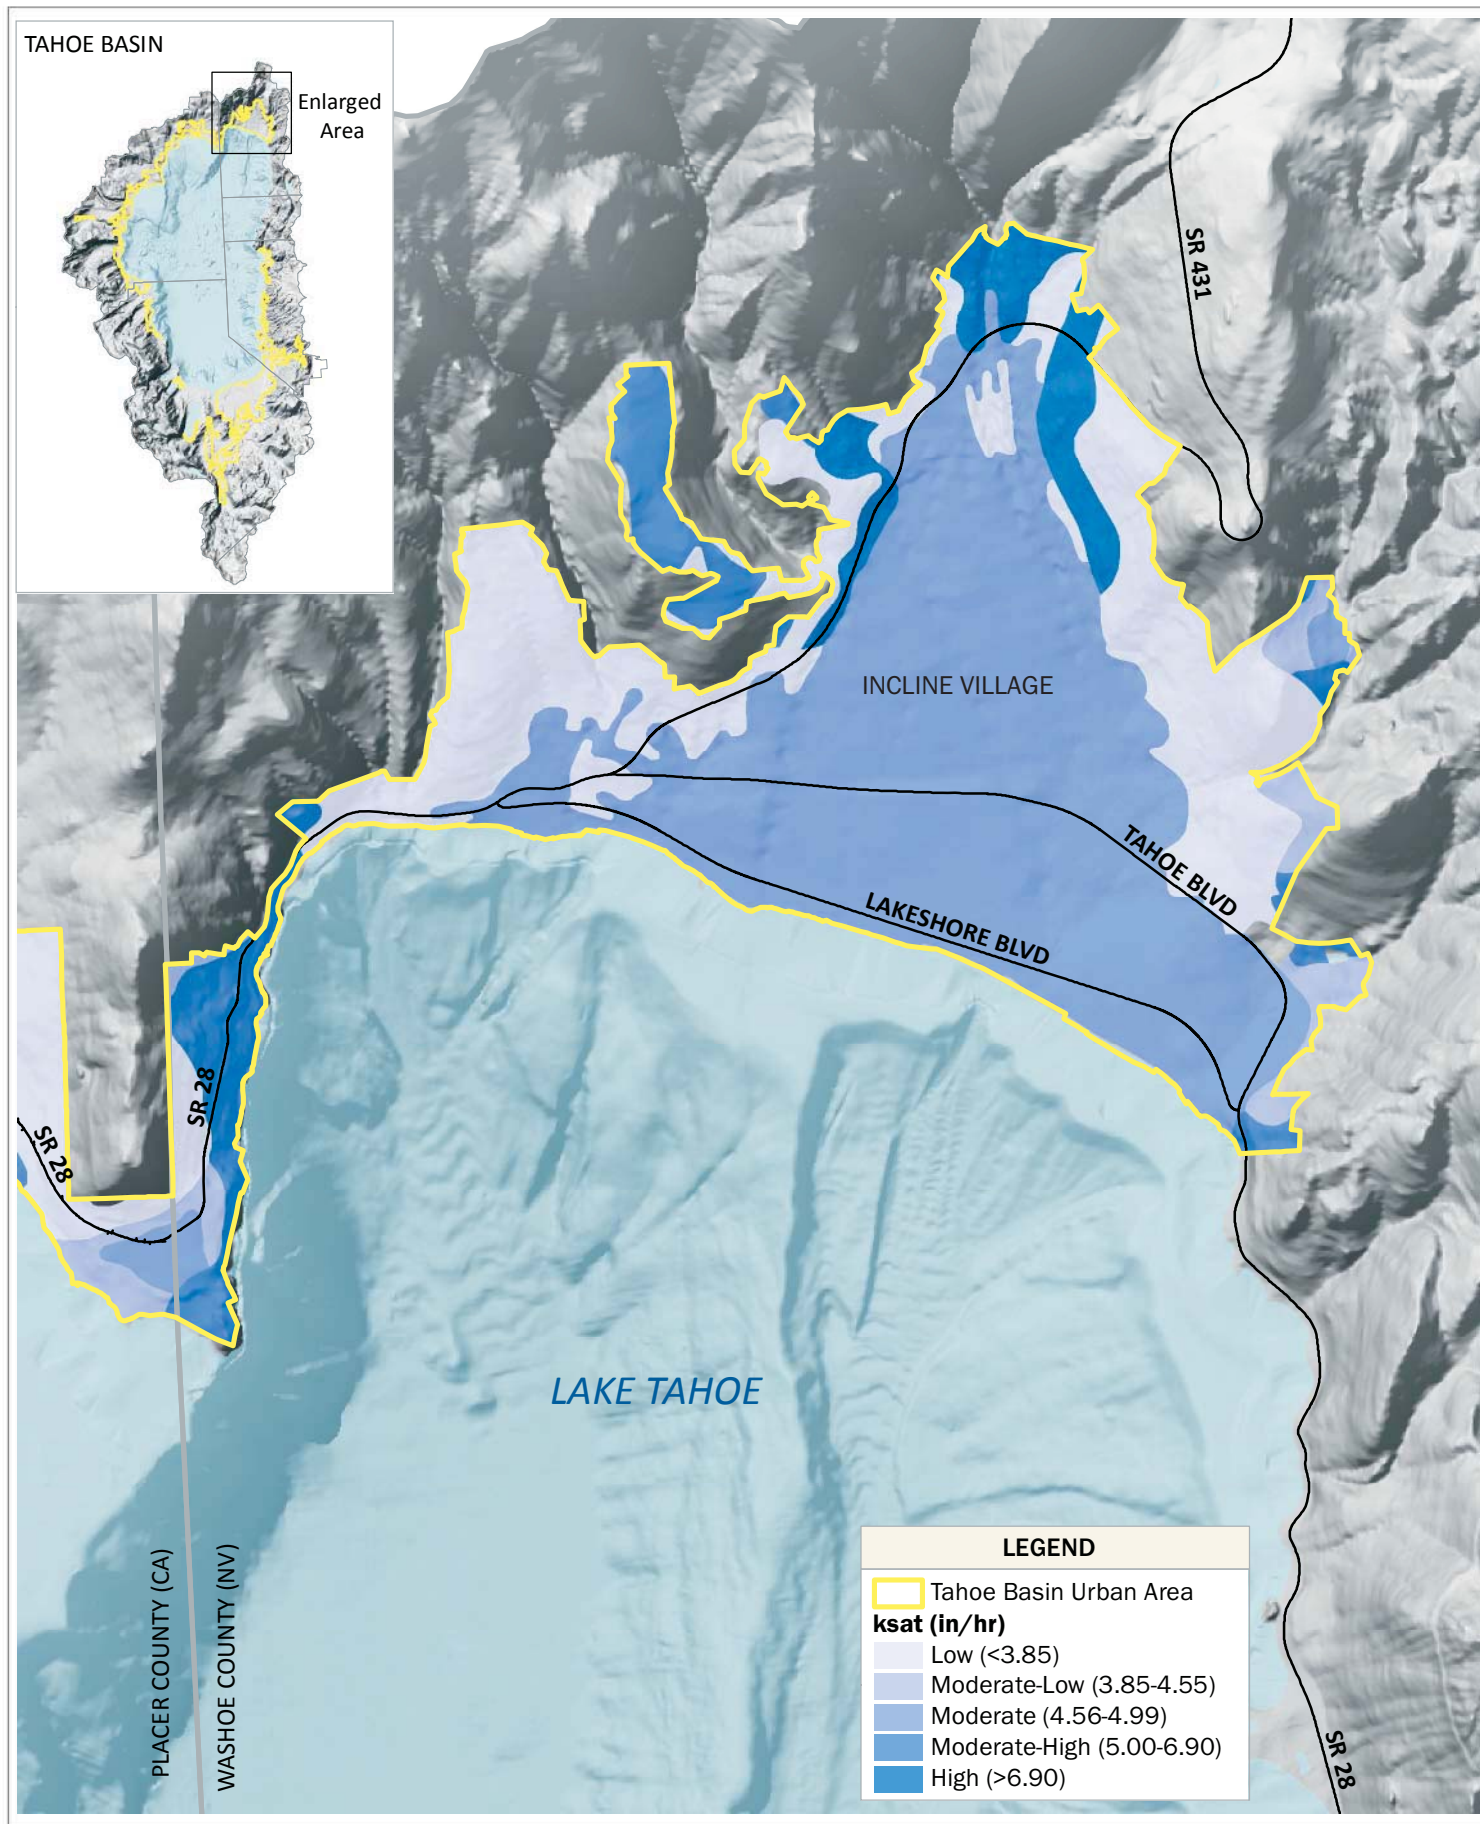 TAHOE BASIN
Enlarged
Area
SR 431
INCLINE VILLAGE
TAHOE BLVD
LAKESHORE BLVD
SR 28
SR 28
LAKE TAHOE
PLACER COUNTY (CA)
WASHOE COUNTY (NV)
LEGEND
Tahoe Basin Urban Area
ksat (in/hr)
Low (<3.85)
Moderate-Low (3.85-4.55)
Moderate (4.56-4.99)
Moderate-High (5.00-6.90)
High (>6.90)
SR 28